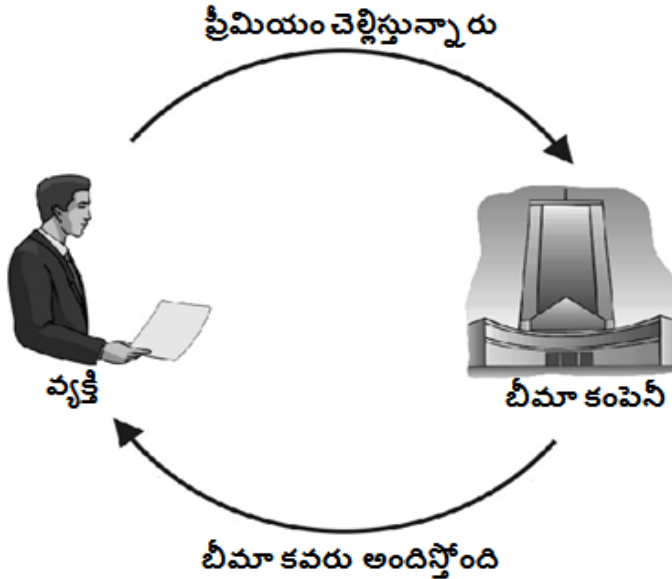 ప్రీమియం చెల్లిస్తున్నారు
వ్యక్తి
బీమా కంపెనీ
బీమా కవరు అందిస్తోంది